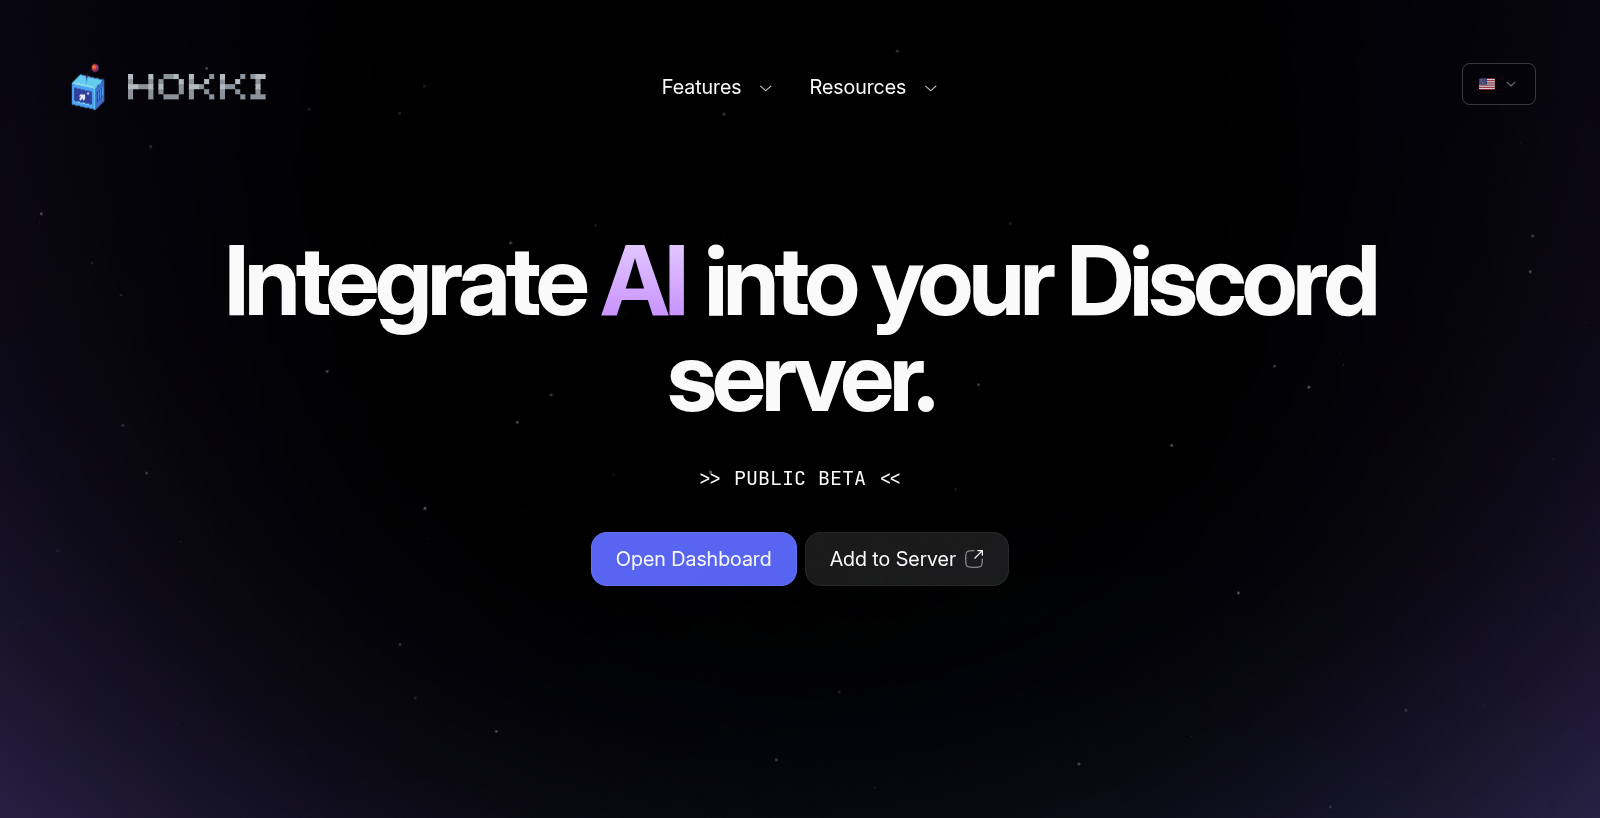 HOKKI
Features
Resources
Integrate AI into your Discord
server.
>> PUBLIC BETA <<
Open Dashboard
Add to Server